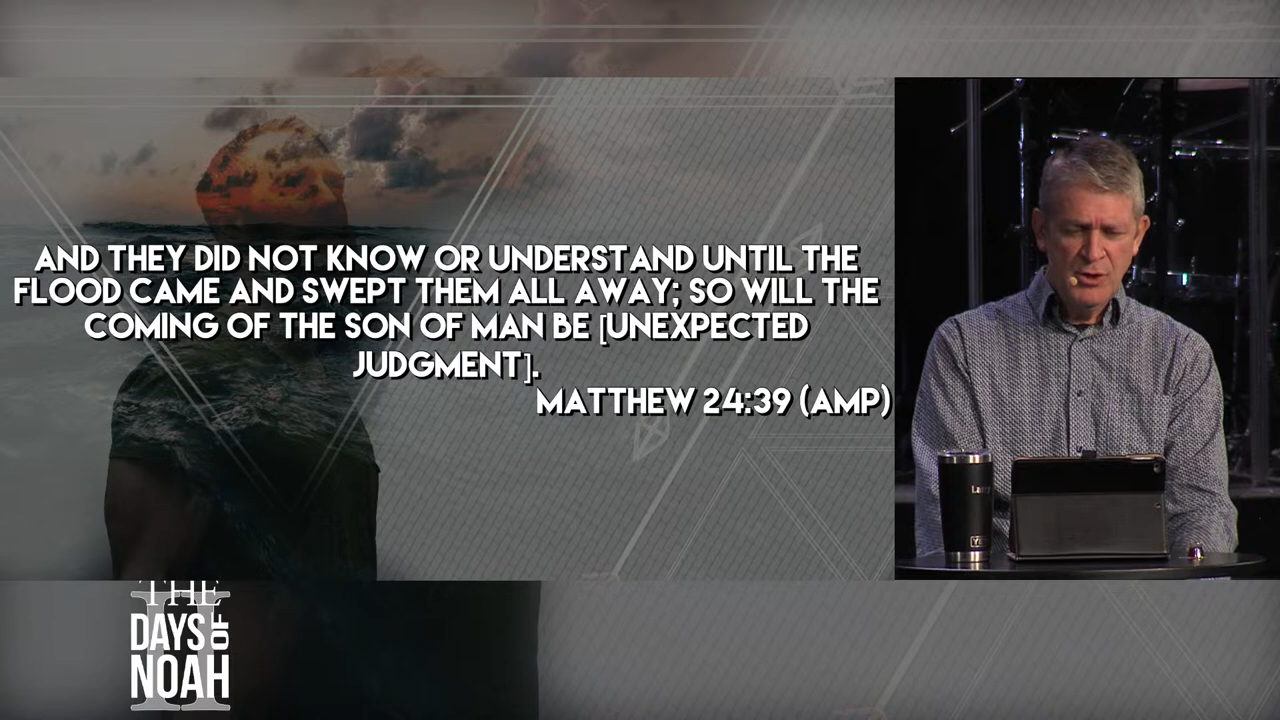 AND THEY DID NOT KNOW OR UNDERSTAND UNTIL THE
FLOOD CAME AND SWEPT THEM ALL AWAY; SO WILL THE
COMING OF THE SON OF MAN BE [UNEXPECTED
JUDGMENT].
MATTHEW 24:39 (AMP)
THE
II
DAYS OF
NOAH